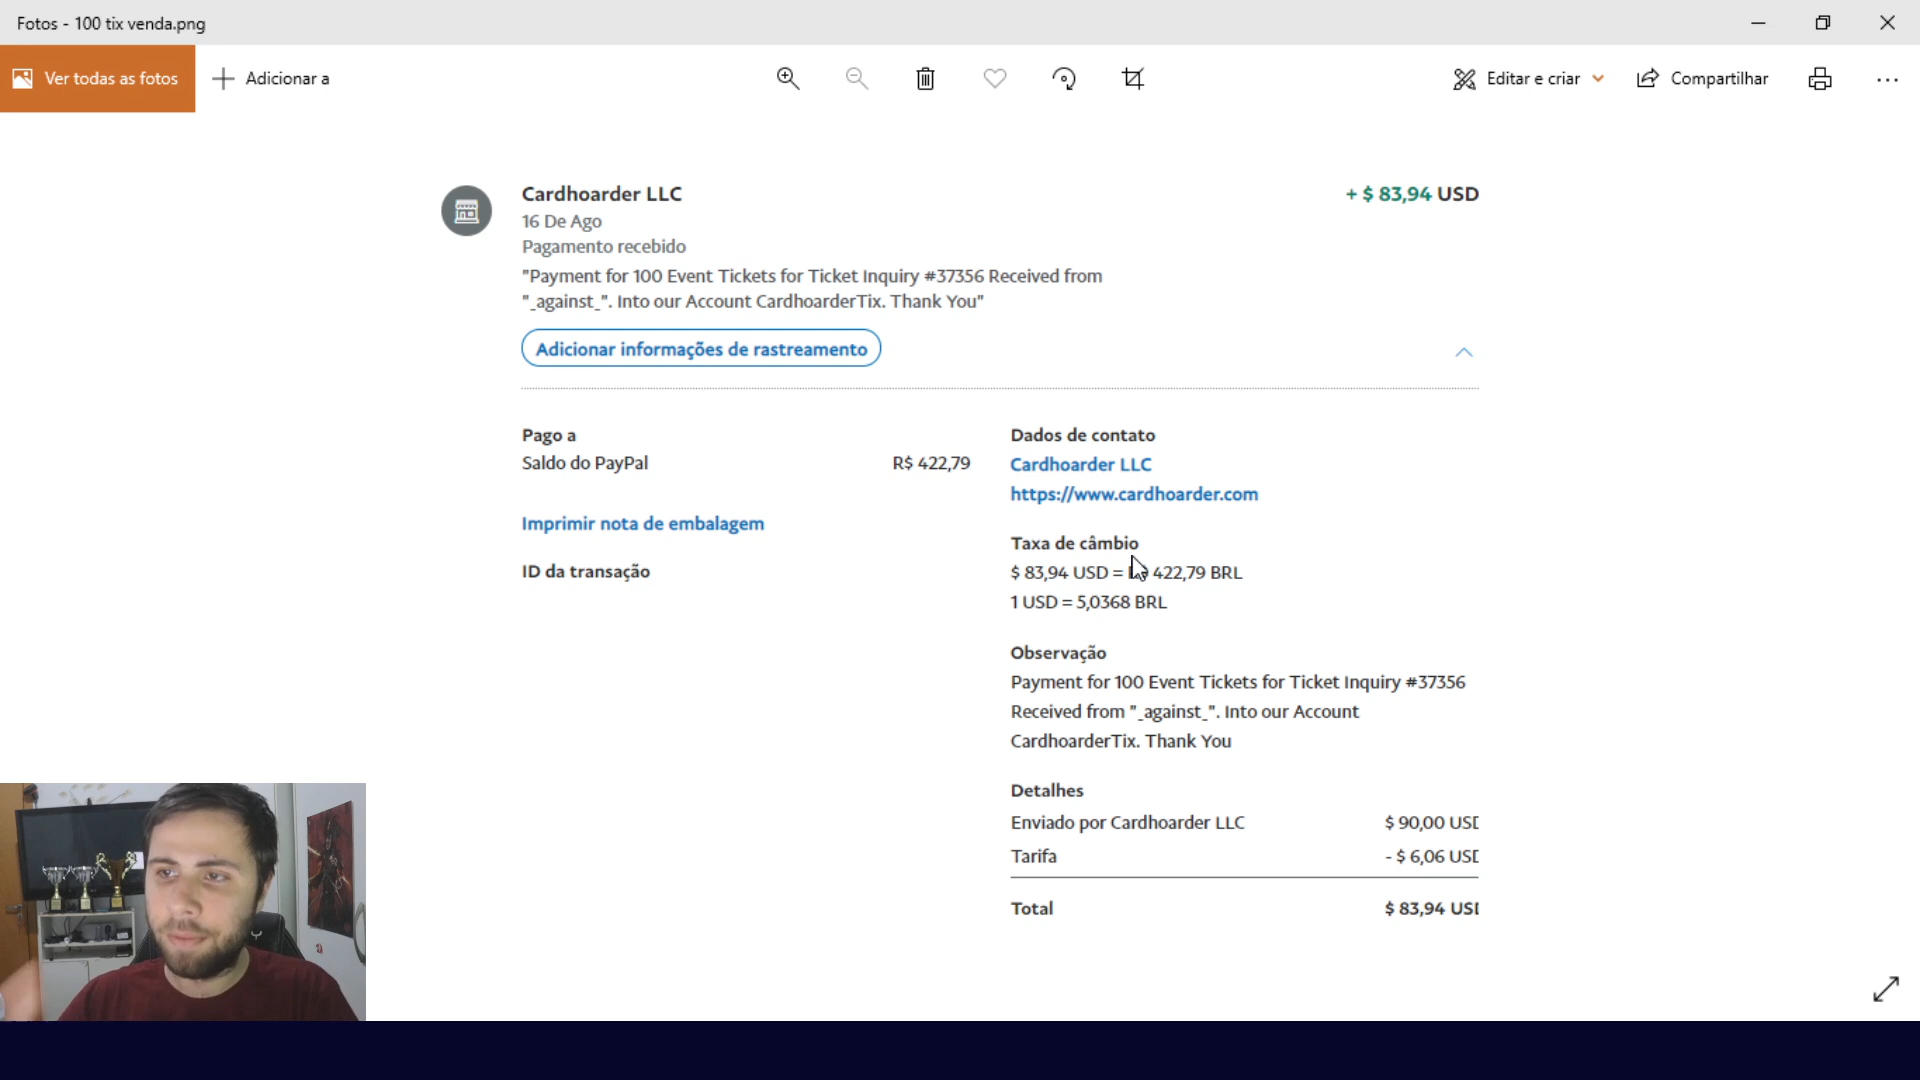 Fotos - 100 tix venda.png
Ver todas as fotos
Adicionar a
Editar e criar
Compartilhar
Cardhoarder LLC
+ $ 83,94 USD
16 De Ago
Pagamento recebido
"Payment for 100 Event Tickets for Ticket Inquiry #37356 Received from
"_against_". Into our Account CardhoarderTix. Thank You"
Adicionar informações de rastreamento
Pago a
Saldo do PayPal R$ 422,79
Imprimir nota de embalagem
ID da transação
Dados de contato
Cardhoarder LLC
https://www.cardhoarder.com
Taxa de câmbio
$ 83,94 USD = 422,79 BRL
1 USD = 5,0368 BRL
Observação
Payment for 100 Event Tickets for Ticket Inquiry #37356
Received from "_against_". Into our Account
CardhoarderTix. Thank You
Detalhes
Enviado por Cardhoarder LLC $ 90,00
Tarifa - $ 6,06
Total $ 83,94